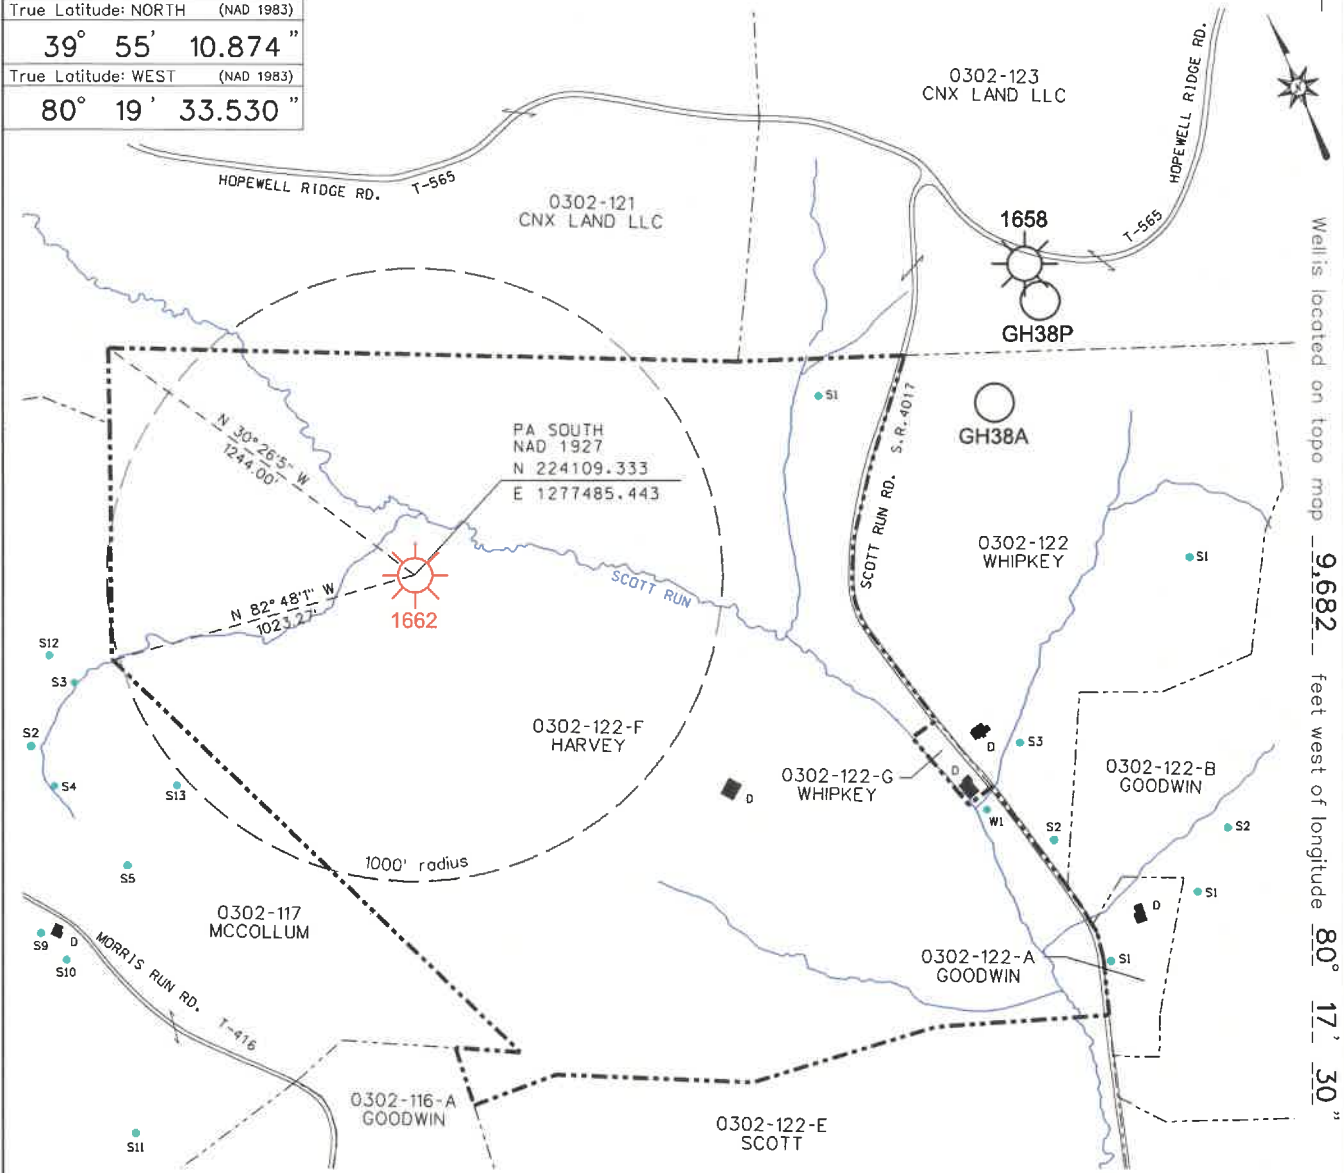 True Latitude: NORTH (NAD 1983)
39° 55' 10.874"
True Latitude: WEST (NAD 1983)
80° 19' 33.530"
0302-123
CNX LAND LLC
HOPEWELL RIDGE RD.
HOPEWELL RIDGE RD. T-565
0302-121
CNX LAND LLC
1658
T-565
GH38P
S1
GH38A
SCOTT RUN RD. S.R.4017
N 30°26'5" W
1244.00'
PA SOUTH
NAD 1927
N 224109.333
E 1277485.443
0302-122
WHIPKEY
S1
SCOTT RUN
1662
N 82°48'1" W
1023.27'
S12
S3
S2
S4
S13
0302-122-F
HARVEY
D
0302-122-G
WHIPKEY
D
D
S3
W1
S2
0302-122-B
GOODWIN
S2
S1
D
S1
1000' radius
S5
0302-117
MCCOLLUM
S9
D
S10
MORRIS RUN RD. T-416
0302-122-A
GOODWIN
0302-116-A
GOODWIN
S11
0302-122-E
SCOTT
Well is located on topo map 9,682 feet west of longitude 80° 17' 30"